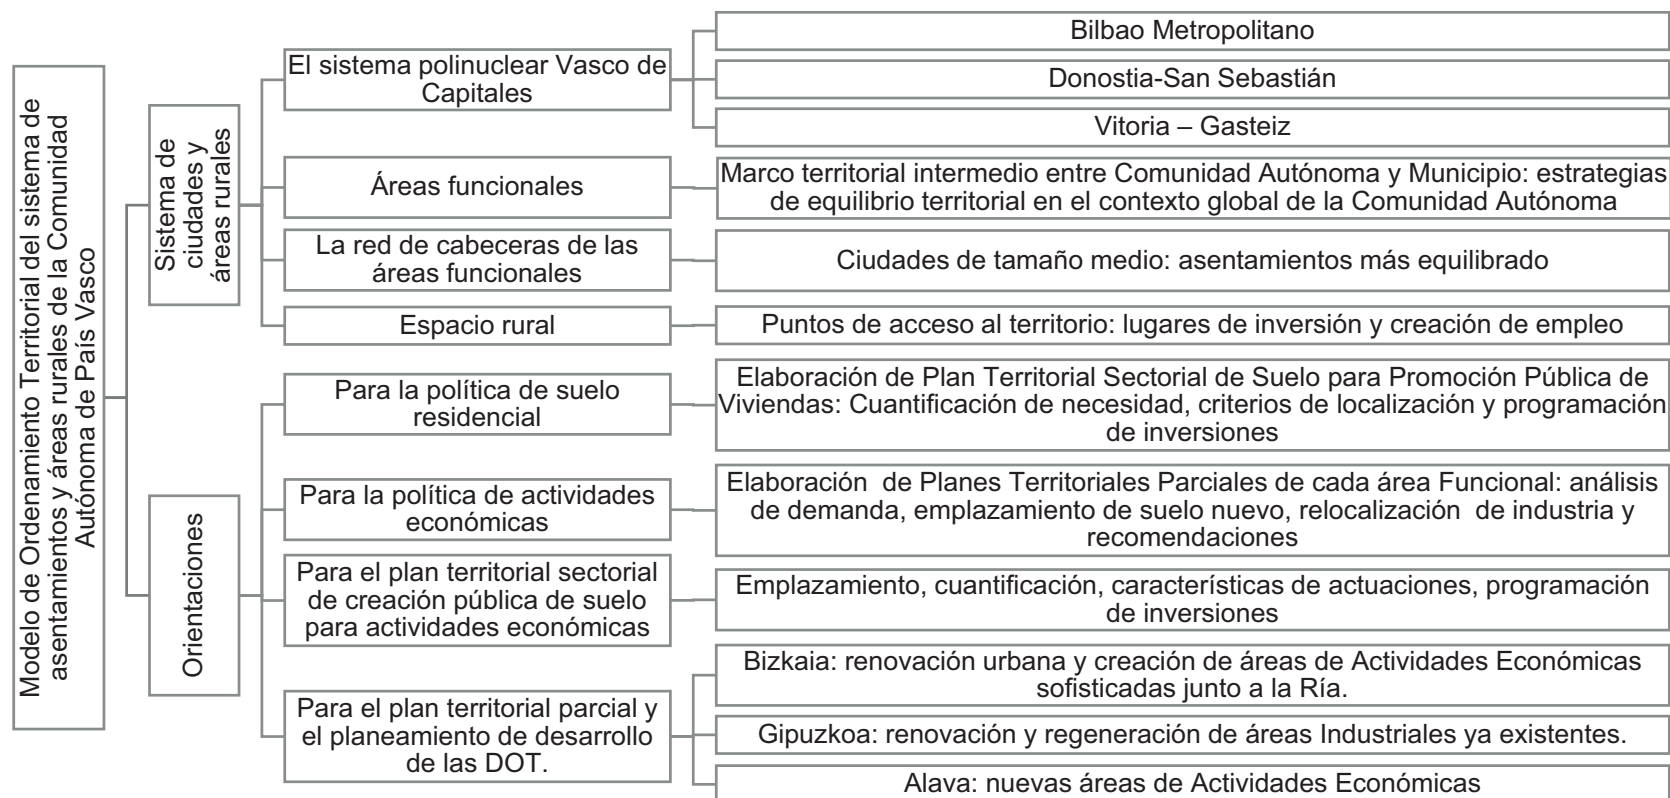 Modelo de Ordenamiento Territorial del sistema de
asentamientos y áreas rurales de la Comunidad
Autónoma de País Vasco
Sistema de
ciudades y
áreas rurales
El sistema polinuclear Vasco de
Capitales
Bilbao Metropolitano
Donostia-San Sebastián
Vitoria – Gasteiz
Áreas funcionales
Marco territorial intermedio entre Comunidad Autónoma y Municipio: estrategias
de equilibrio territorial en el contexto global de la Comunidad Autónoma
La red de cabeceras de las
áreas funcionales
Ciudades de tamaño medio: asentamientos más equilibrado
Espacio rural
Puntos de acceso al territorio: lugares de inversión y creación de empleo
Orientaciones
Para la política de suelo
residencial
Elaboración de Plan Territorial Sectorial de Suelo para Promoción Pública de
Viviendas: Cuantificación de necesidad, criterios de localización y programación
de inversiones
Para la política de actividades
económicas
Elaboración de Planes Territoriales Parciales de cada área Funcional: análisis
de demanda, emplazamiento de suelo nuevo, relocalización de industria y
recomendaciones
Para el plan territorial sectorial
de creación pública de suelo
para actividades económicas
Emplazamiento, cuantificación, características de actuaciones, programación
de inversiones
Para el plan territorial parcial y
el planeamiento de desarrollo
de las DOT.
Bizkaia: renovación urbana y creación de áreas de Actividades Económicas
sofisticadas junto a la Ría.
Gipuzkoa: renovación y regeneración de áreas Industriales ya existentes.
Alava: nuevas áreas de Actividades Económicas